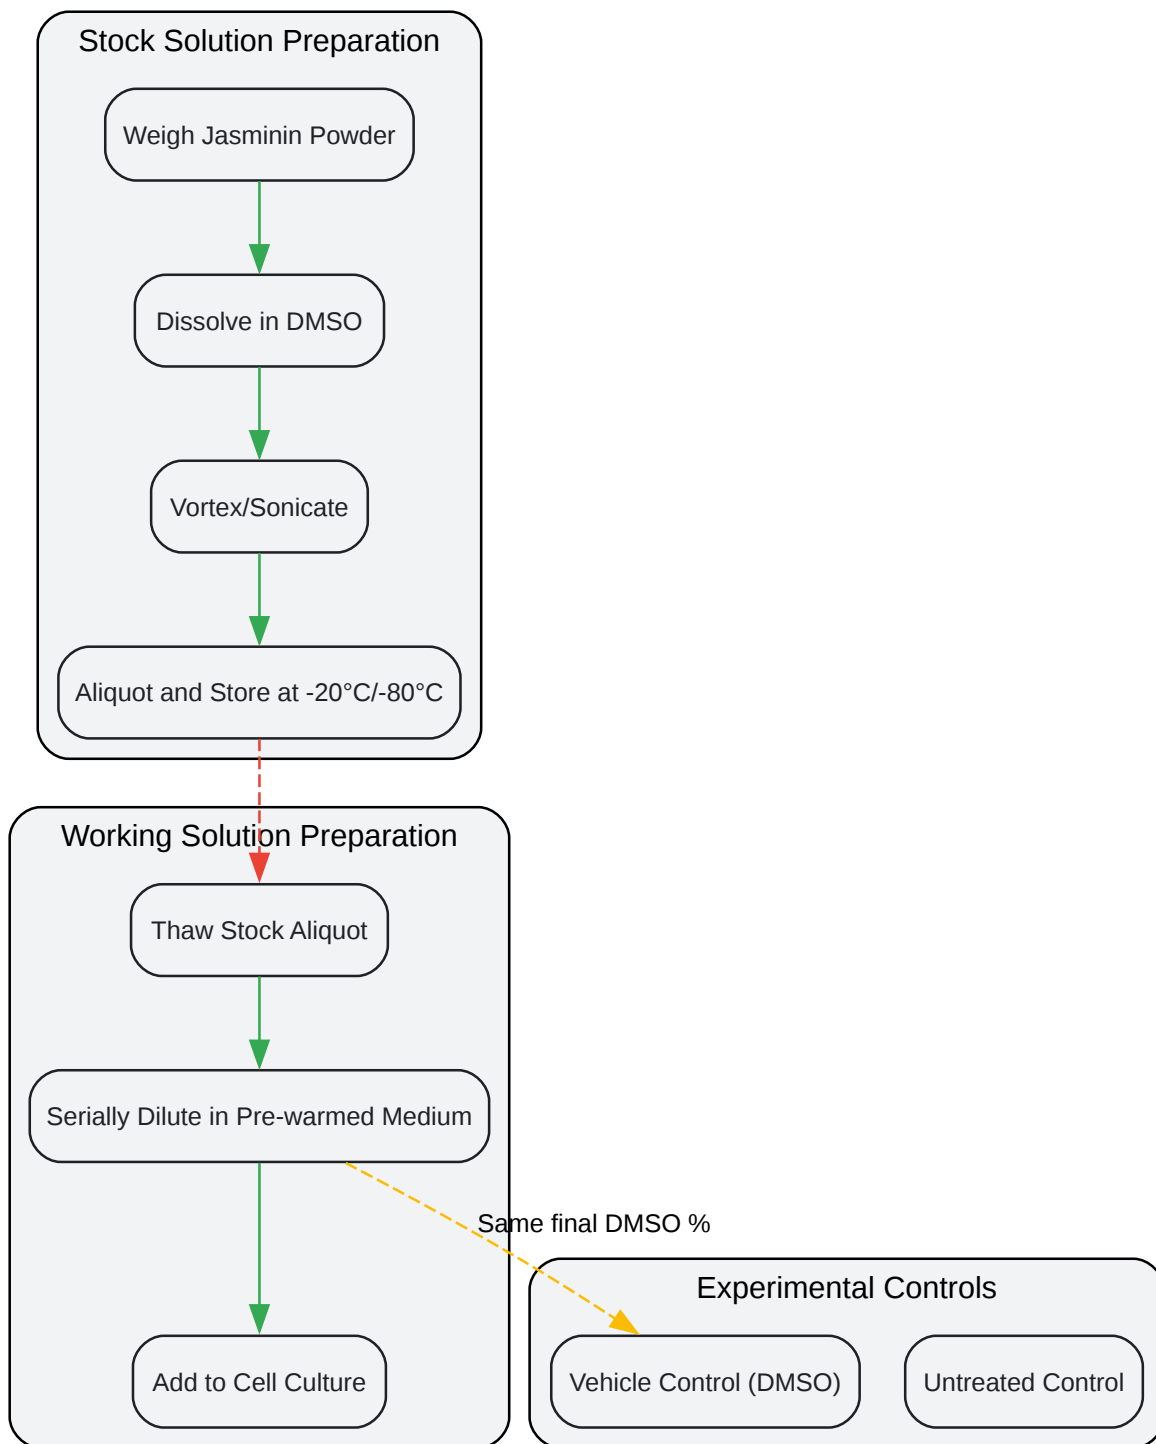 Stock Solution Preparation
Weigh Jasminin Powder
Dissolve in DMSO
Vortex/Sonicate
Aliquot and Store at -20°C/-80°C
Working Solution Preparation
Thaw Stock Aliquot
Serially Dilute in Pre-warmed Medium
Same final DMSO %
Add to Cell Culture
Experimental Controls
Vehicle Control (DMSO)
Untreated Control